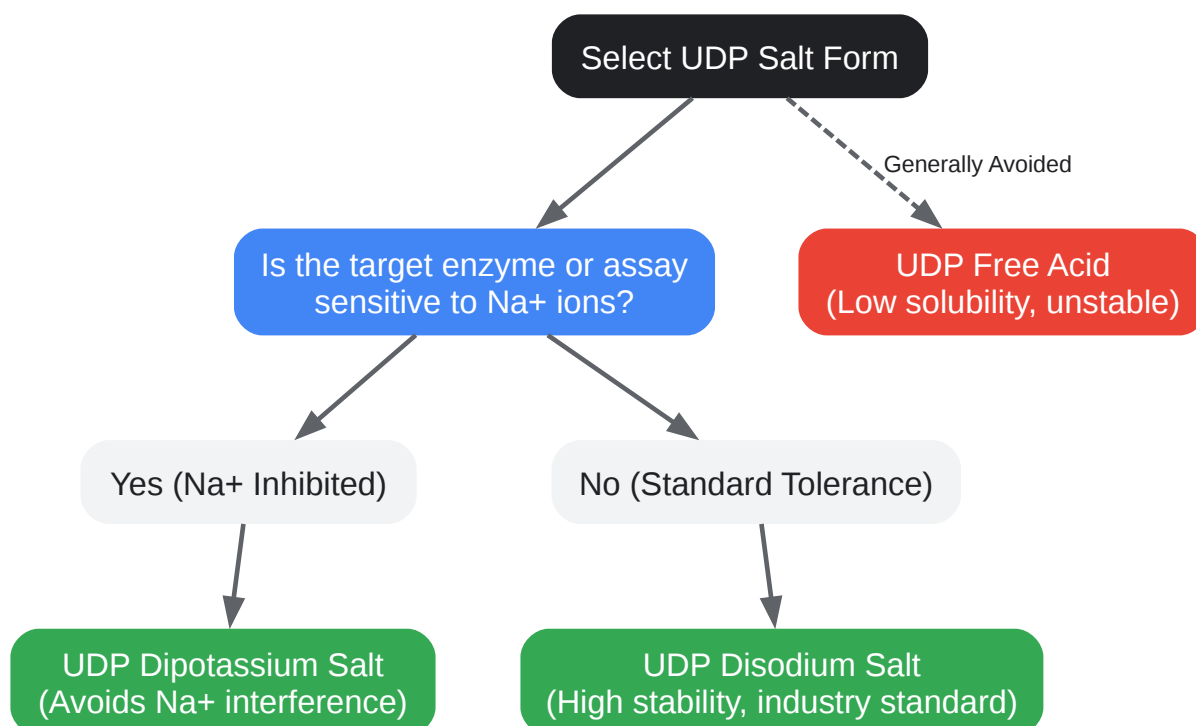 Select UDP Salt Form
Generally Avoided
Is the target enzyme or assay
sensitive to Na+ ions?
UDP Free Acid
(Low solubility, unstable)
Yes (Na+ Inhibited)
No (Standard Tolerance)
UDP Dipotassium Salt
(Avoids Na+ interference)
UDP Disodium Salt
(High stability, industry standard)